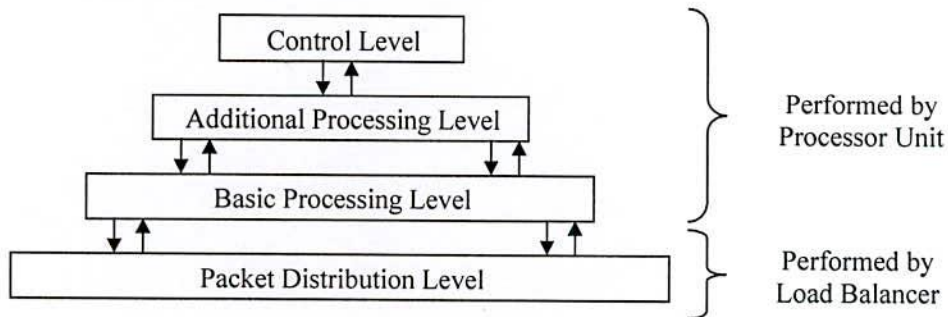 Control Level
Additional Processing Level
Basic Processing Level
Packet Distribution Level
Performed by
Processor Unit
Performed by
Load Balancer